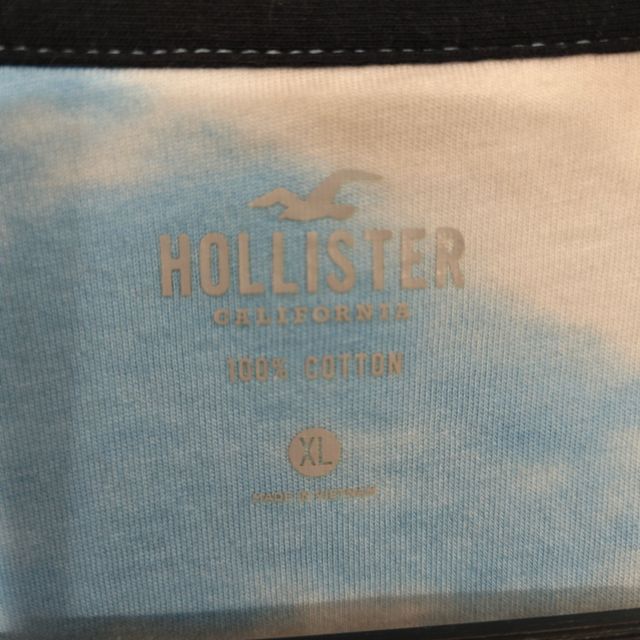 HOLLISTER
CALIFORNIA
100% COTTON
XL
MADE IN VIETNAM